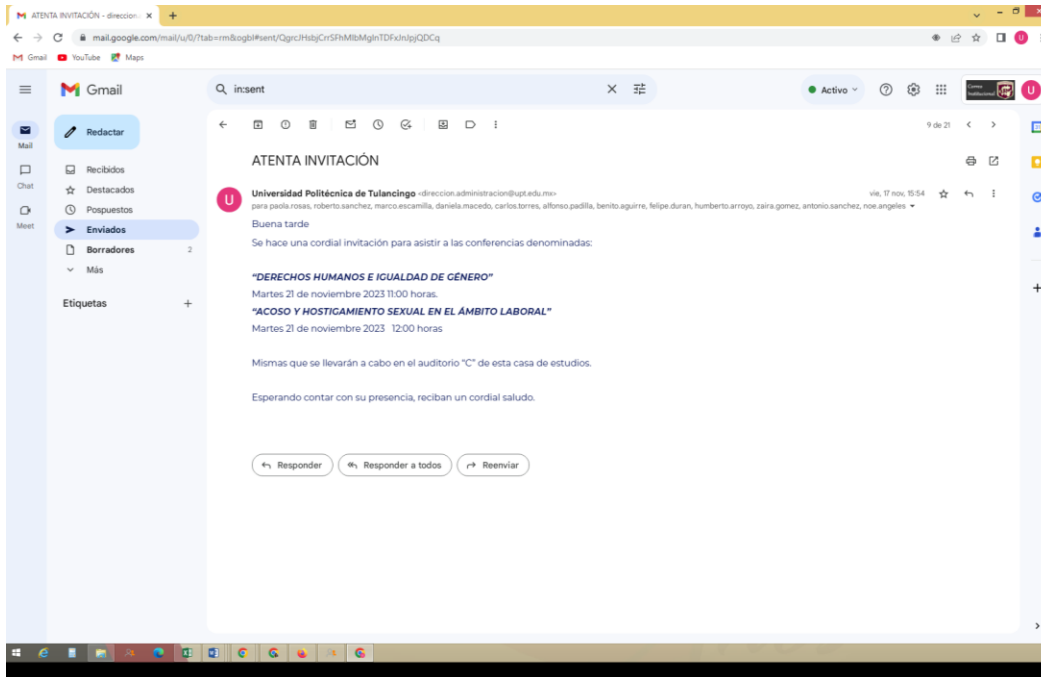 ATENTA INVITACIÓN - direccion.
mail.google.com/mail/u/0/?tab=rm&ogbl#sent/QgrcJHsbjCrrSFhMlbMglnTDFxJnJpjQDCq
Gmail YouTube Maps
Gmail
in:sent
Activo
Correo Institucional
U
Redactar
9 de 21
Mail
ATENTA INVITACIÓN
Recibidos
Chat
Destacados
U
Universidad Politécnica de Tulancingo <direccion.administracion@upt.edu.mx>
vie, 17 nov, 15:54
para paola.rosas, roberto.sanchez, marco.escamilla, daniela.macedo, carlos.torres, alfonso.padilla, benito.aguirre, felipe.duran, humberto.arroyo, zaira.gomez, antonio.sanchez, noe.angeles
Pospuestos
Meet
Enviados
Borradores 2
Más
Etiquetas
Buena tarde
Se hace una cordial invitación para asistir a las conferencias denominadas:
“DERECHOS HUMANOS E IGUALDAD DE GÉNERO”
Martes 21 de noviembre 2023 11:00 horas.
“ACOSO Y HOSTIGAMIENTO SEXUAL EN EL ÁMBITO LABORAL”
Martes 21 de noviembre 2023 12:00 horas
Mismas que se llevarán a cabo en el auditorio “C” de esta casa de estudios.
Esperando contar con su presencia, reciban un cordial saludo.
Responder
Responder a todos
Reenviar